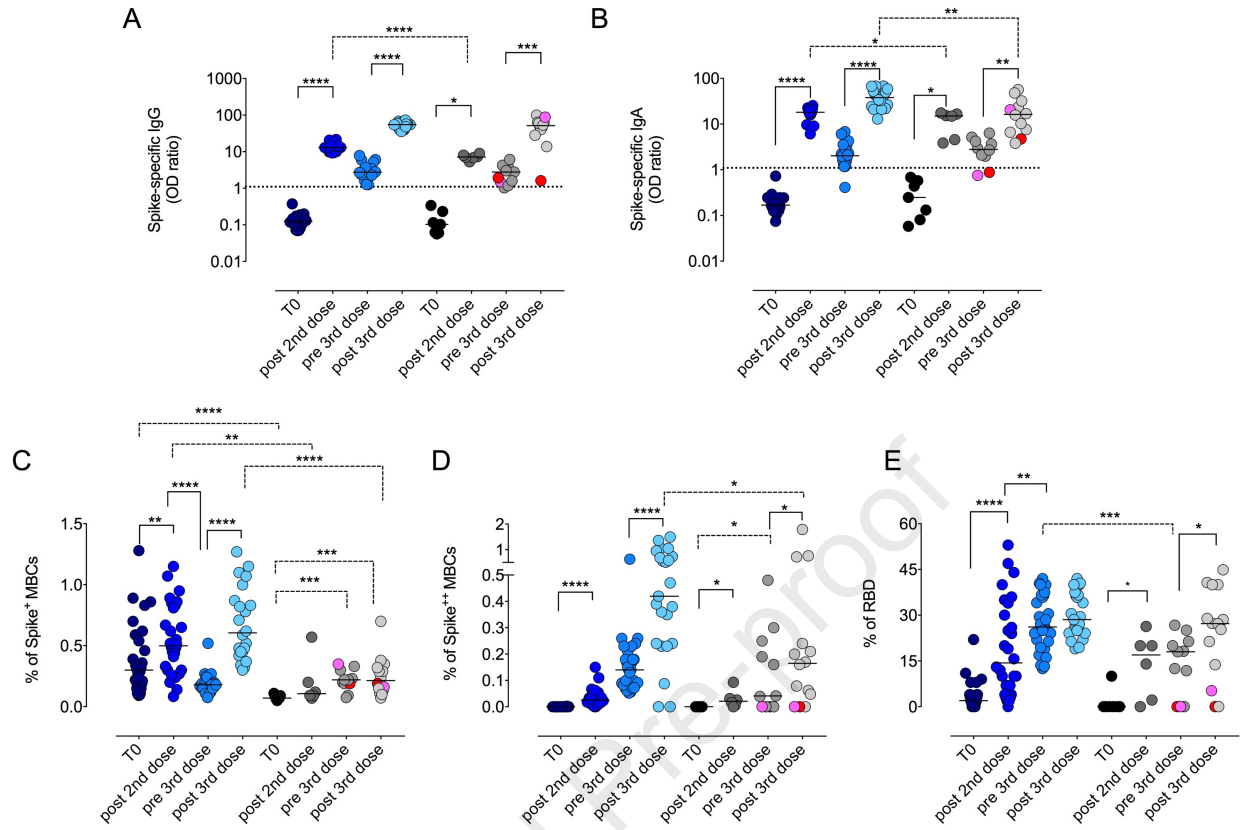 A
B
****
****
****
*
***
1000
100
10
1
0.1
0.01
Spike-specific IgG
(OD ratio)
T0
post 2nd dose
pre 3rd dose
post 3rd dose
T0
post 2nd dose
pre 3rd dose
post 3rd dose
**
*
****
****
*
**
100
10
1
0.1
0.01
Spike-specific IgA
(OD ratio)
T0
post 2nd dose
pre 3rd dose
post 3rd dose
T0
post 2nd dose
pre 3rd dose
post 3rd dose
C
****
**
****
****
**
****
***
***
1.5
1.0
0.5
0.0
% of Spike+ MBCs
T0
post 2nd dose
pre 3rd dose
post 3rd dose
T0
post 2nd dose
pre 3rd dose
post 3rd dose
D
*
****
*
*
****
*
2
1
0.5
0.4
0.3
0.2
0.1
0.0
% of Spike++ MBCs
T0
post 2nd dose
pre 3rd dose
post 3rd dose
T0
post 2nd dose
pre 3rd dose
post 3rd dose
E
**
****
***
*
*
60
45
30
15
0
% of RBD
T0
post 2nd dose
pre 3rd dose
post 3rd dose
T0
post 2nd dose
pre 3rd dose
post 3rd dose
Pre-proof